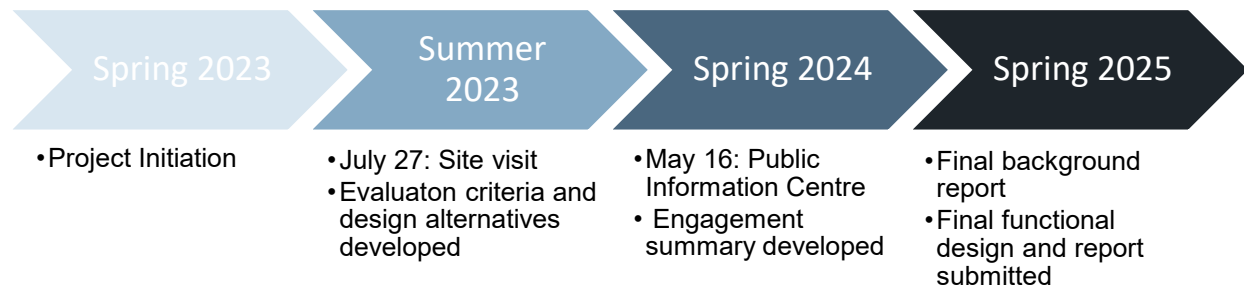 Spring 2023
•Project Initiation
Summer
2023
•July 27: Site visit
•Evaluaton criteria and
design alternatives
developed
Spring 2024
•May 16: Public
Information Centre
• Engagement
summary developed
Spring 2025
•Final background
report
•Final functional
design and report
submitted